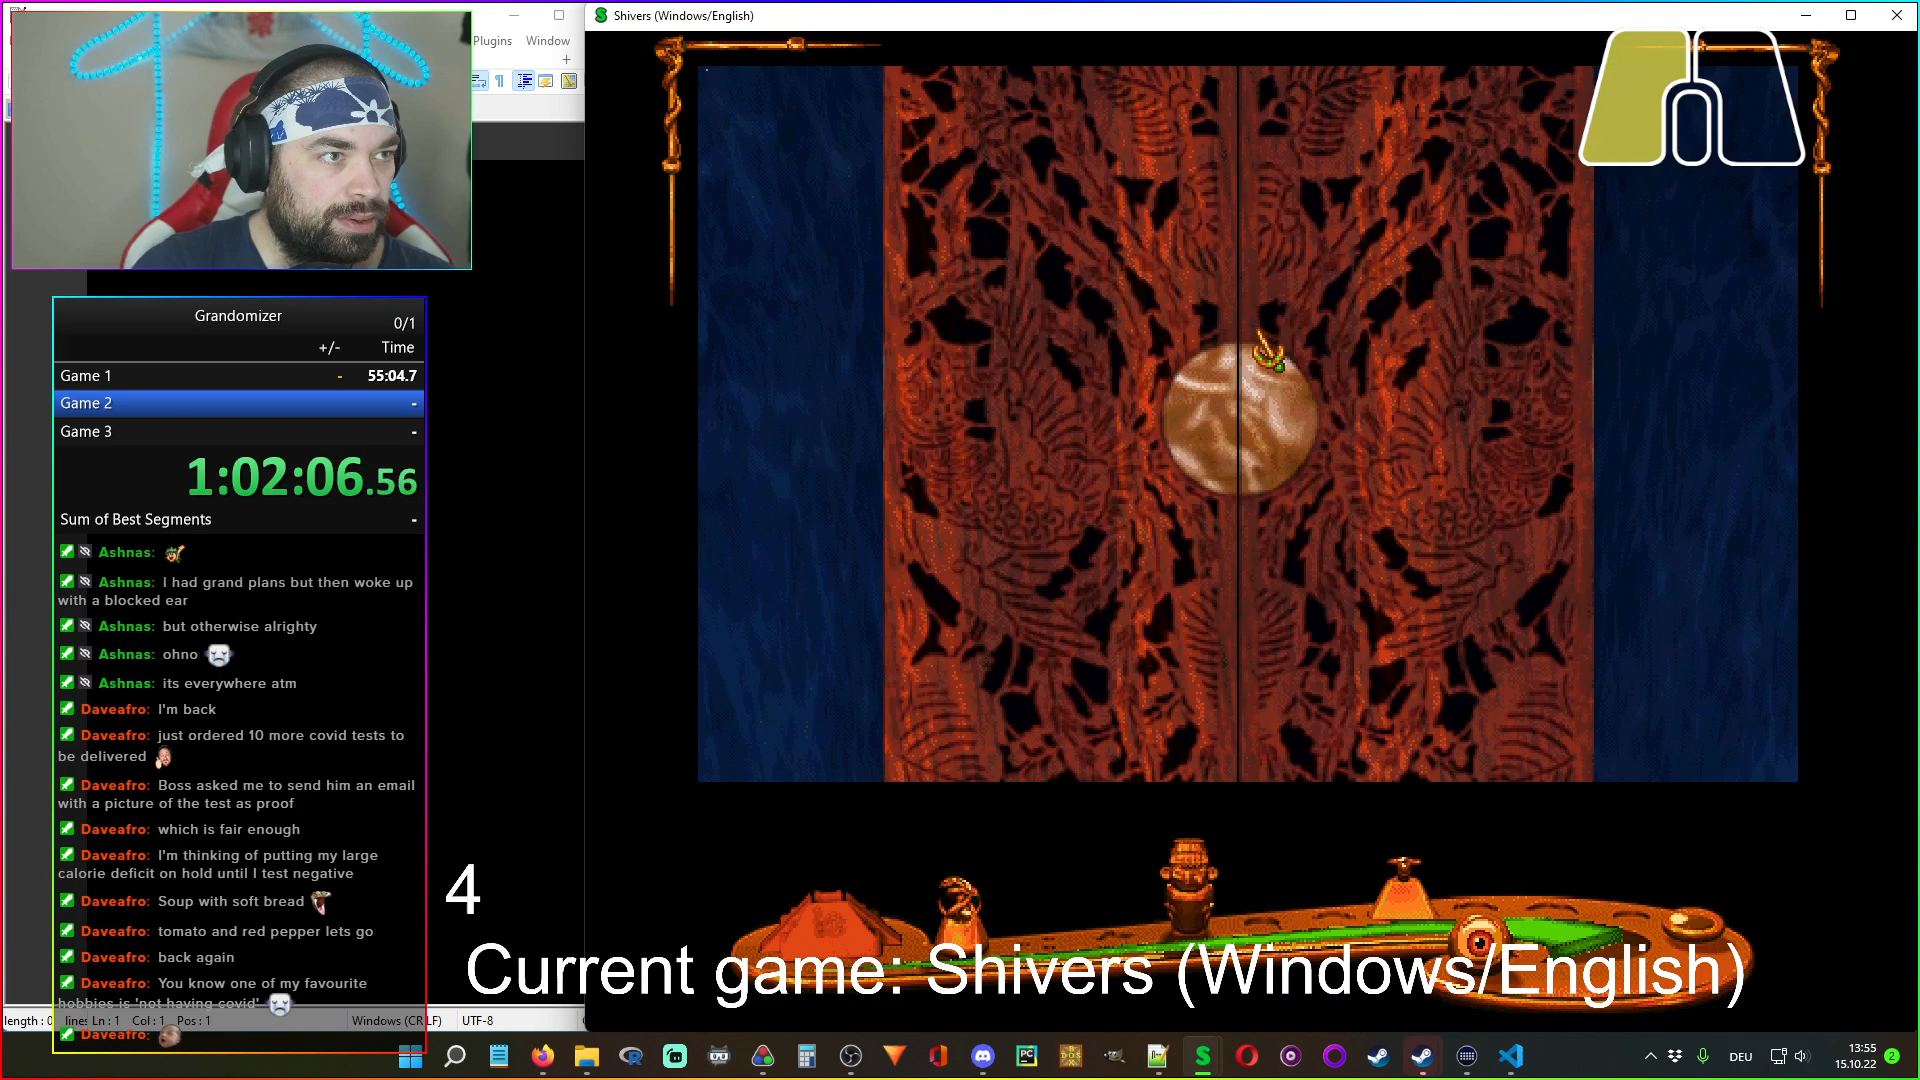 Plugins Window
Shivers (Windows/English)
Grandomizer
0/1
+/- Time
Game 1 - 55:04.7
Game 2 -
Game 3 -
1:02:06.56
Sum of Best Segments -
Ashnas:
Ashnas: I had grand plans but then woke up
with a blocked ear
Ashnas: but otherwise alrighty
Ashnas: ohno
Ashnas: its everywhere atm
Daveafro: I'm back
Daveafro: just ordered 10 more covid tests to
be delivered
Daveafro: Boss asked me to send him an email
with a picture of the test as proof
Daveafro: which is fair enough
Daveafro: I'm thinking of putting my large
calorie deficit on hold until I test negative
Daveafro: Soup with soft bread
Daveafro: tomato and red pepper lets go
Daveafro: back again
Daveafro: You know one of my favourite
hobbies is 'not having covid'
Daveafro:
4
Current game: Shivers (Windows/English)
length : 0 lines Ln : 1 Col : 1 Pos : 1 Windows (CR LF) UTF-8
DEU
13:55
15.10.22
2